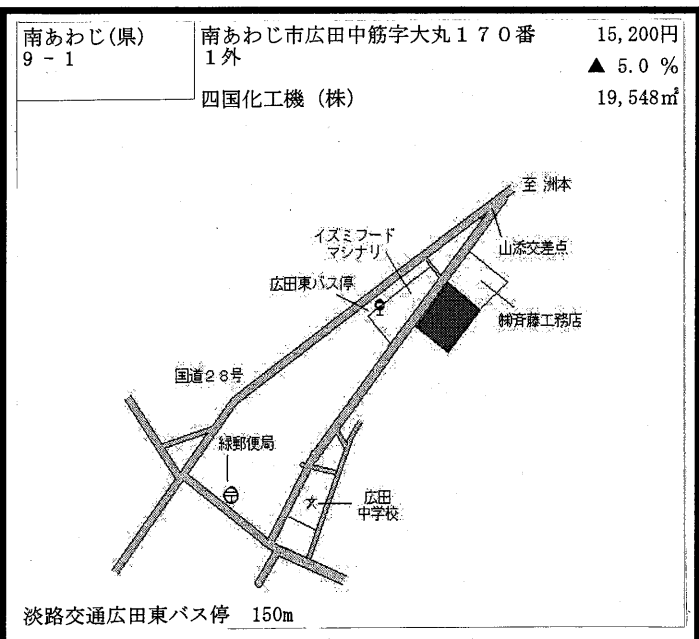 南あわじ(県)
9 - 1
南あわじ市広田中筋字大丸１７０番
１外
四国化工機（株）
15,200円
▲ 5.0 %
19,548㎡
至 洲本
山添交差点
イズミフード
マシナリ
広田東バス停
㈱斉藤工務店
国道２８号
緑郵便局
広田
中学校
淡路交通広田東バス停　150m